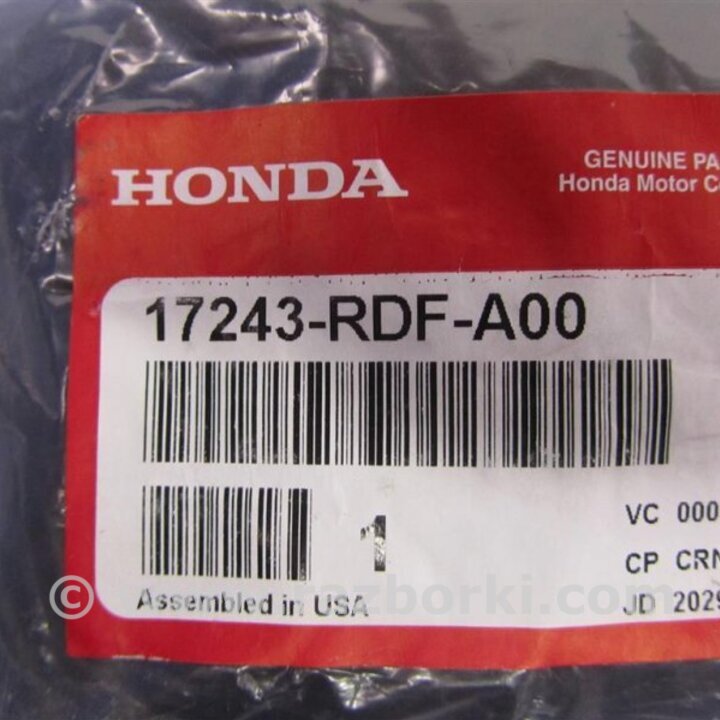 HONDA
GENUINE
Honda Motor
17243-RDF-A00
1
VC 000
CP CRN
Assembled in USA
JD 2029
© razborki.com